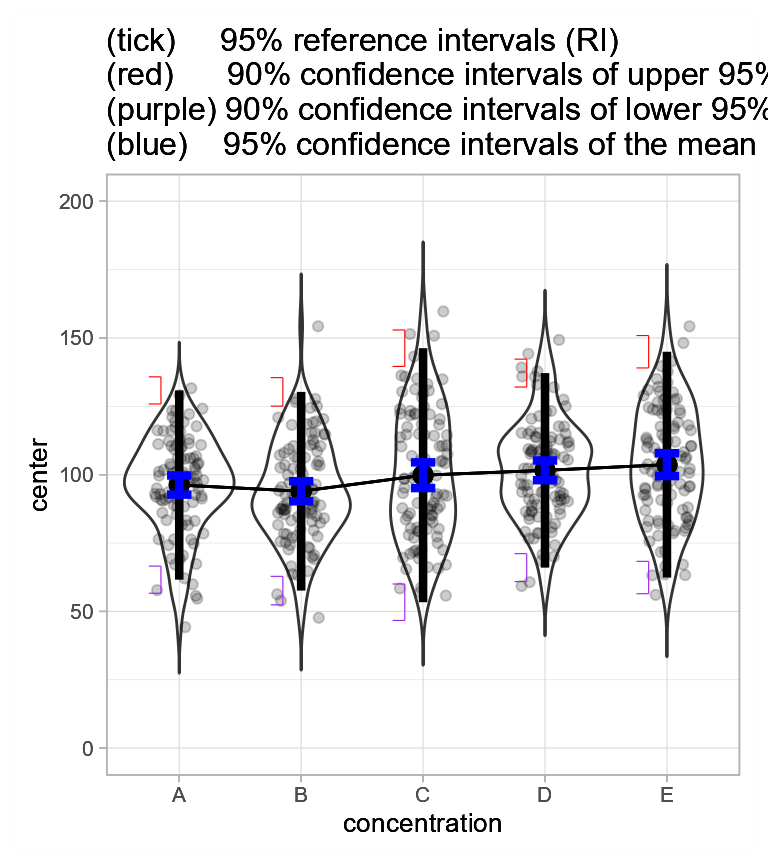 (tick) 95% reference intervals (RI)
(red) 90% confidence intervals of upper 95%
(purple) 90% confidence intervals of lower 95%
(blue) 95% confidence intervals of the mean
200
150
100
50
0
center
A B C D E
concentration